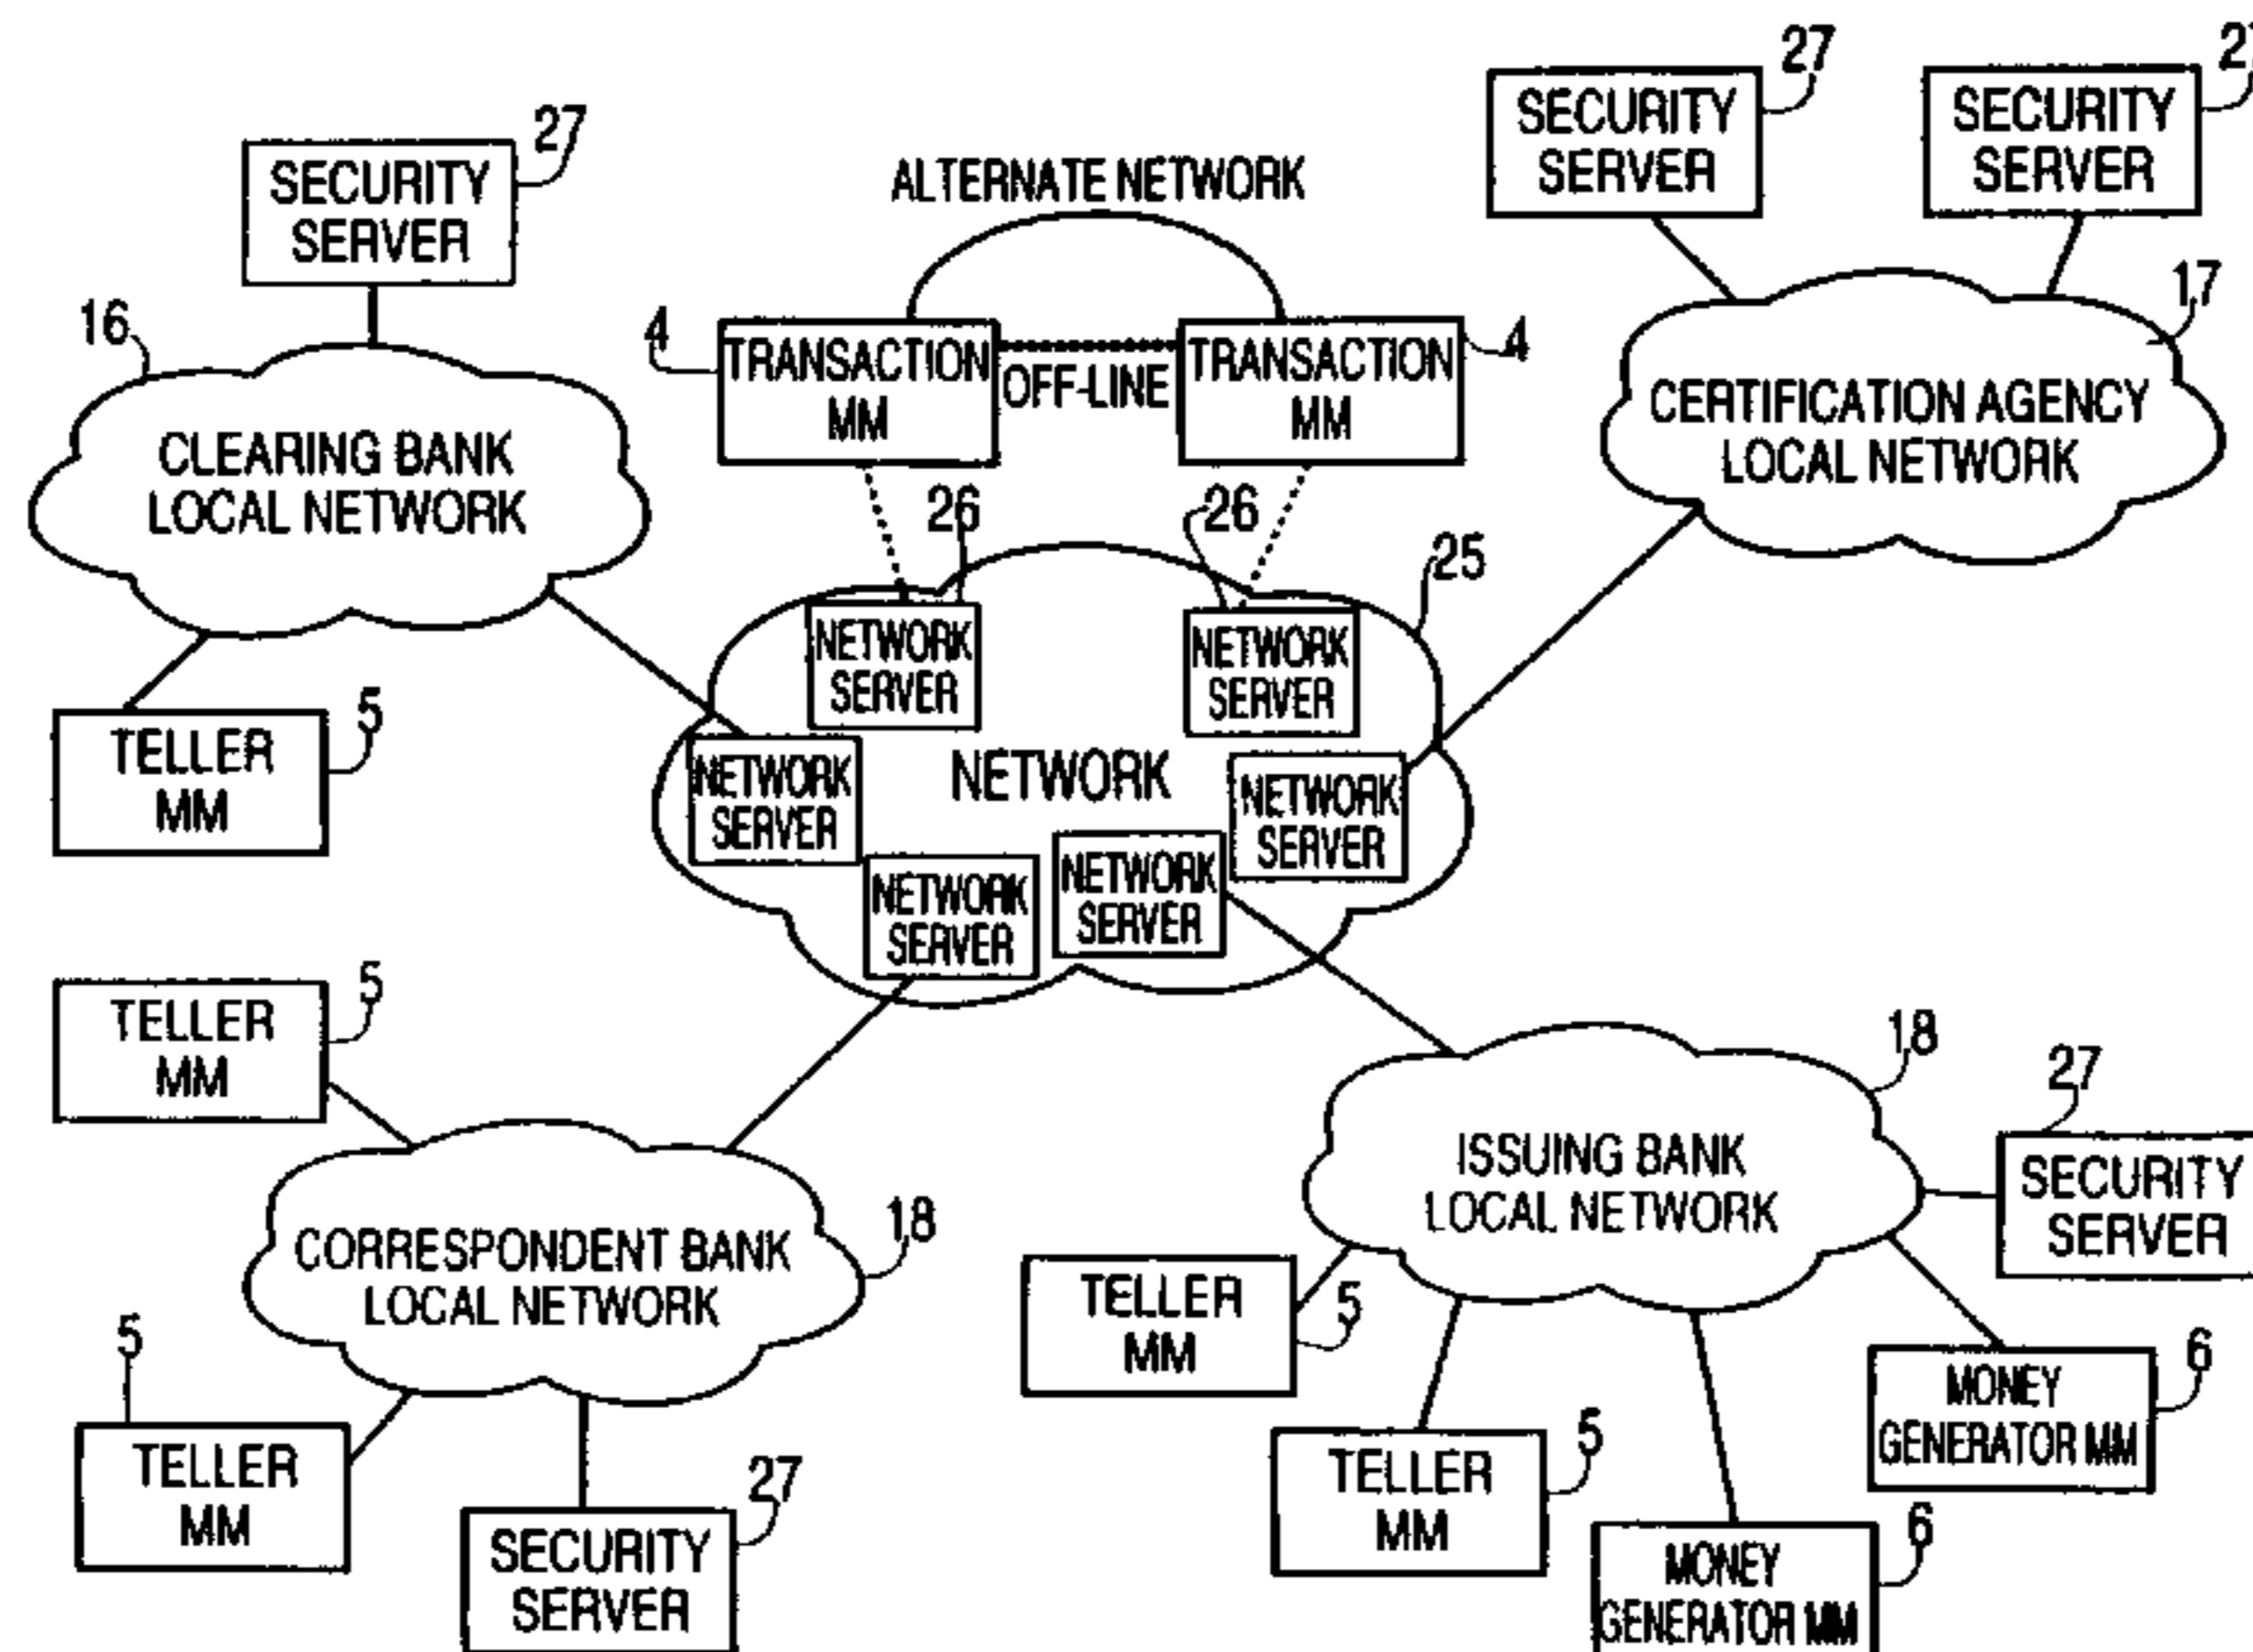 27
SECURITY
SERVER
27
SECURITY
SERVER
27
SECURITY
SERVER
ALTERNATE NETWORK
16
CLEARING BANK
LOCAL NETWORK
4
TRANSACTION
MM
OFF-LINE
TRANSACTION
MM
4
17
CERTIFICATION AGENCY
LOCAL NETWORK
26
26
25
NETWORK
SERVER
NETWORK
SERVER
TELLER
MM
5
NETWORK
SERVER
NETWORK
NETWORK
SERVER
NETWORK
SERVER
NETWORK
SERVER
TELLER
MM
5
CORRESPONDENT BANK
LOCAL NETWORK
18
5
TELLER
MM
SECURITY
SERVER
27
ISSUING BANK
LOCAL NETWORK
18
27
SECURITY
SERVER
TELLER
MM
5
TELLER
MM
5
MONEY
GENERATOR MM
6
MONEY
GENERATOR MM
6